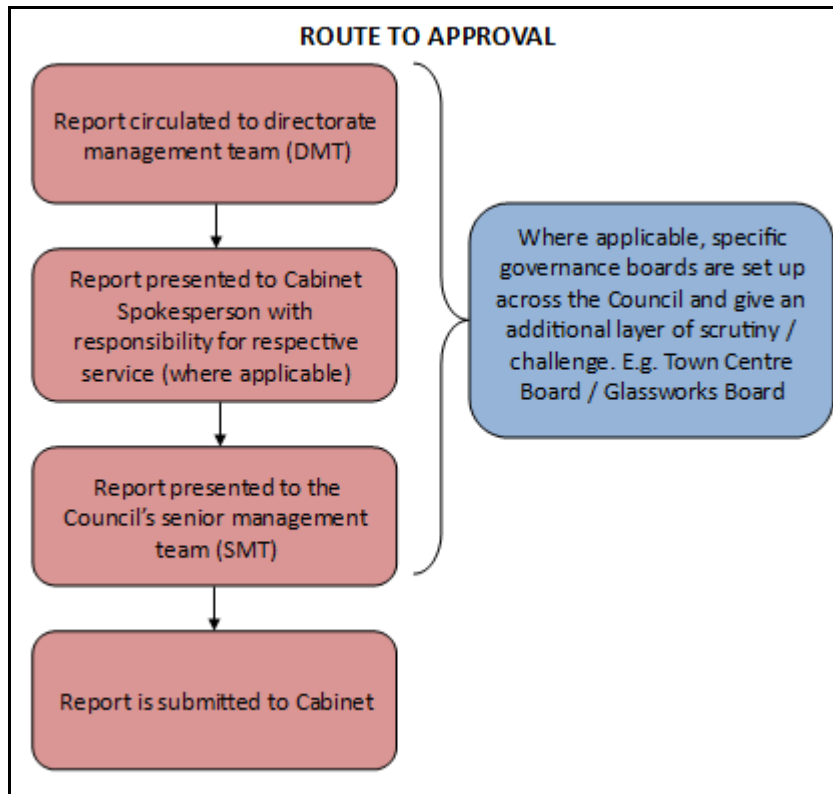 ROUTE TO APPROVAL
Report circulated to directorate
management team (DMT)
Report presented to Cabinet
Spokesperson with
responsibility for respective
service (where applicable)
Report presented to the
Council's senior management
team (SMT)
Report is submitted to Cabinet
Where applicable, specific
governance boards are set up
across the Council and give an
additional layer of scrutiny /
challenge. E.g. Town Centre
Board / Glassworks Board